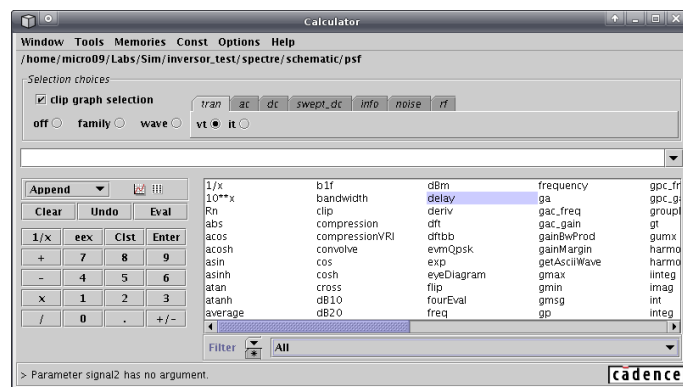 Calculator
Window Tools Memories Const Options Help
/home/micro09/Labs/Sim/inversor_test/spectre/schematic/psf
Selection choices
clip graph selection
tran ac dc swept_dc info noise rf
off family wave vt it
Append
Clear Undo Eval
1/x eex Clst Enter
+ 7 8 9
- 4 5 6
x 1 2 3
/ 0 . +/-
1/x b1f dBm frequency gpc_fr
10**x bandwidth delay ga gpc_g
Rn clip deriv gac_freq groupl
abs compression dft gac_gain gt
acos compressionVRI dftbb gainBwProd gumx
acosh convolve evmQpsk gainMargin harmo
asin cos exp getAsciiWave harmo
asinh cosh eyeDiagram gmax iinteg
atan cross flip gmin imag
atanh dB10 fourEval gmsg int
average dB20 freq gp integ
Filter All
> Parameter signal2 has no argument.
cādence